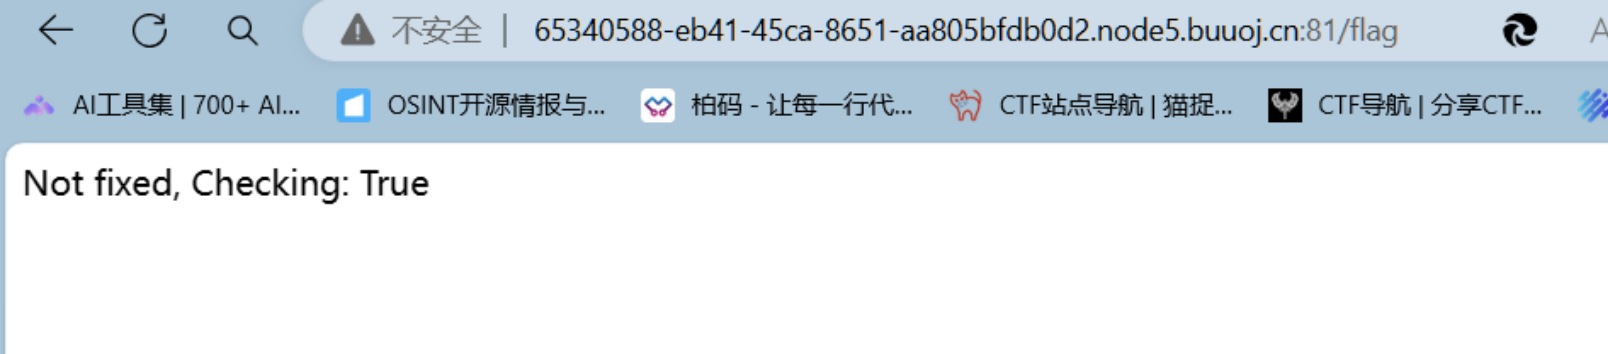 不安全 | 65340588-eb41-45ca-8651-aa805bfdb0d2.node5.buuoj.cn:81/flag A
AI工具集 | 700+ AI... OSINT开源情报与... 柏码 - 让每一行代... CTF站点导航 | 猫捉... CTF导航 | 分享CTF...
Not fixed, Checking: True